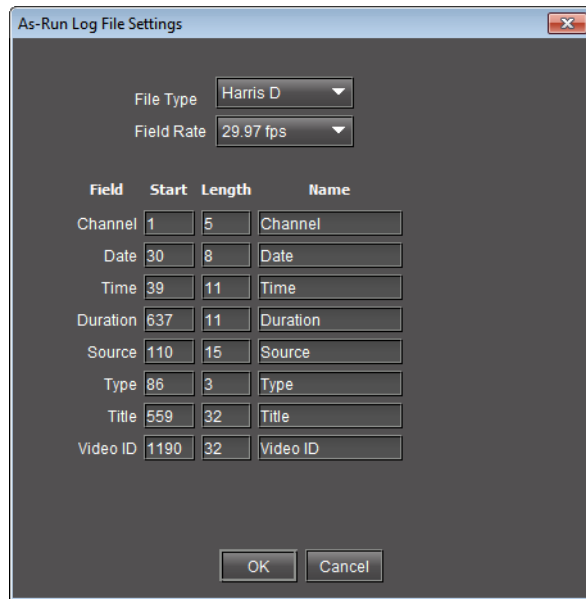 As-Run Log File Settings
File Type Harris D
Field Rate 29.97 fps
Field Start Length Name
Channel 1 5 Channel
Date 30 8 Date
Time 39 11 Time
Duration 637 11 Duration
Source 110 15 Source
Type 86 3 Type
Title 559 32 Title
Video ID 1190 32 Video ID
OK Cancel